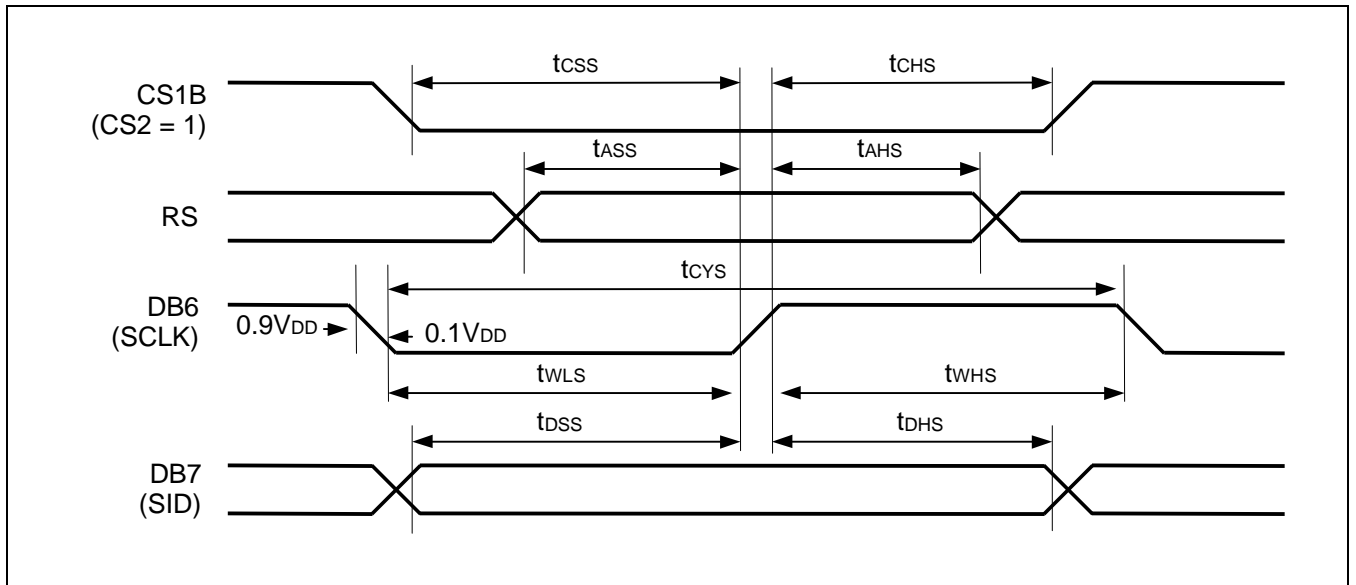 tCSS
tCHS
CS1B
(CS2 = 1)
tASS
tAHS
RS
tCYS
DB6
(SCLK)
0.9VDD
0.1VDD
tWLS
tWHS
tDSS
tDHS
DB7
(SID)